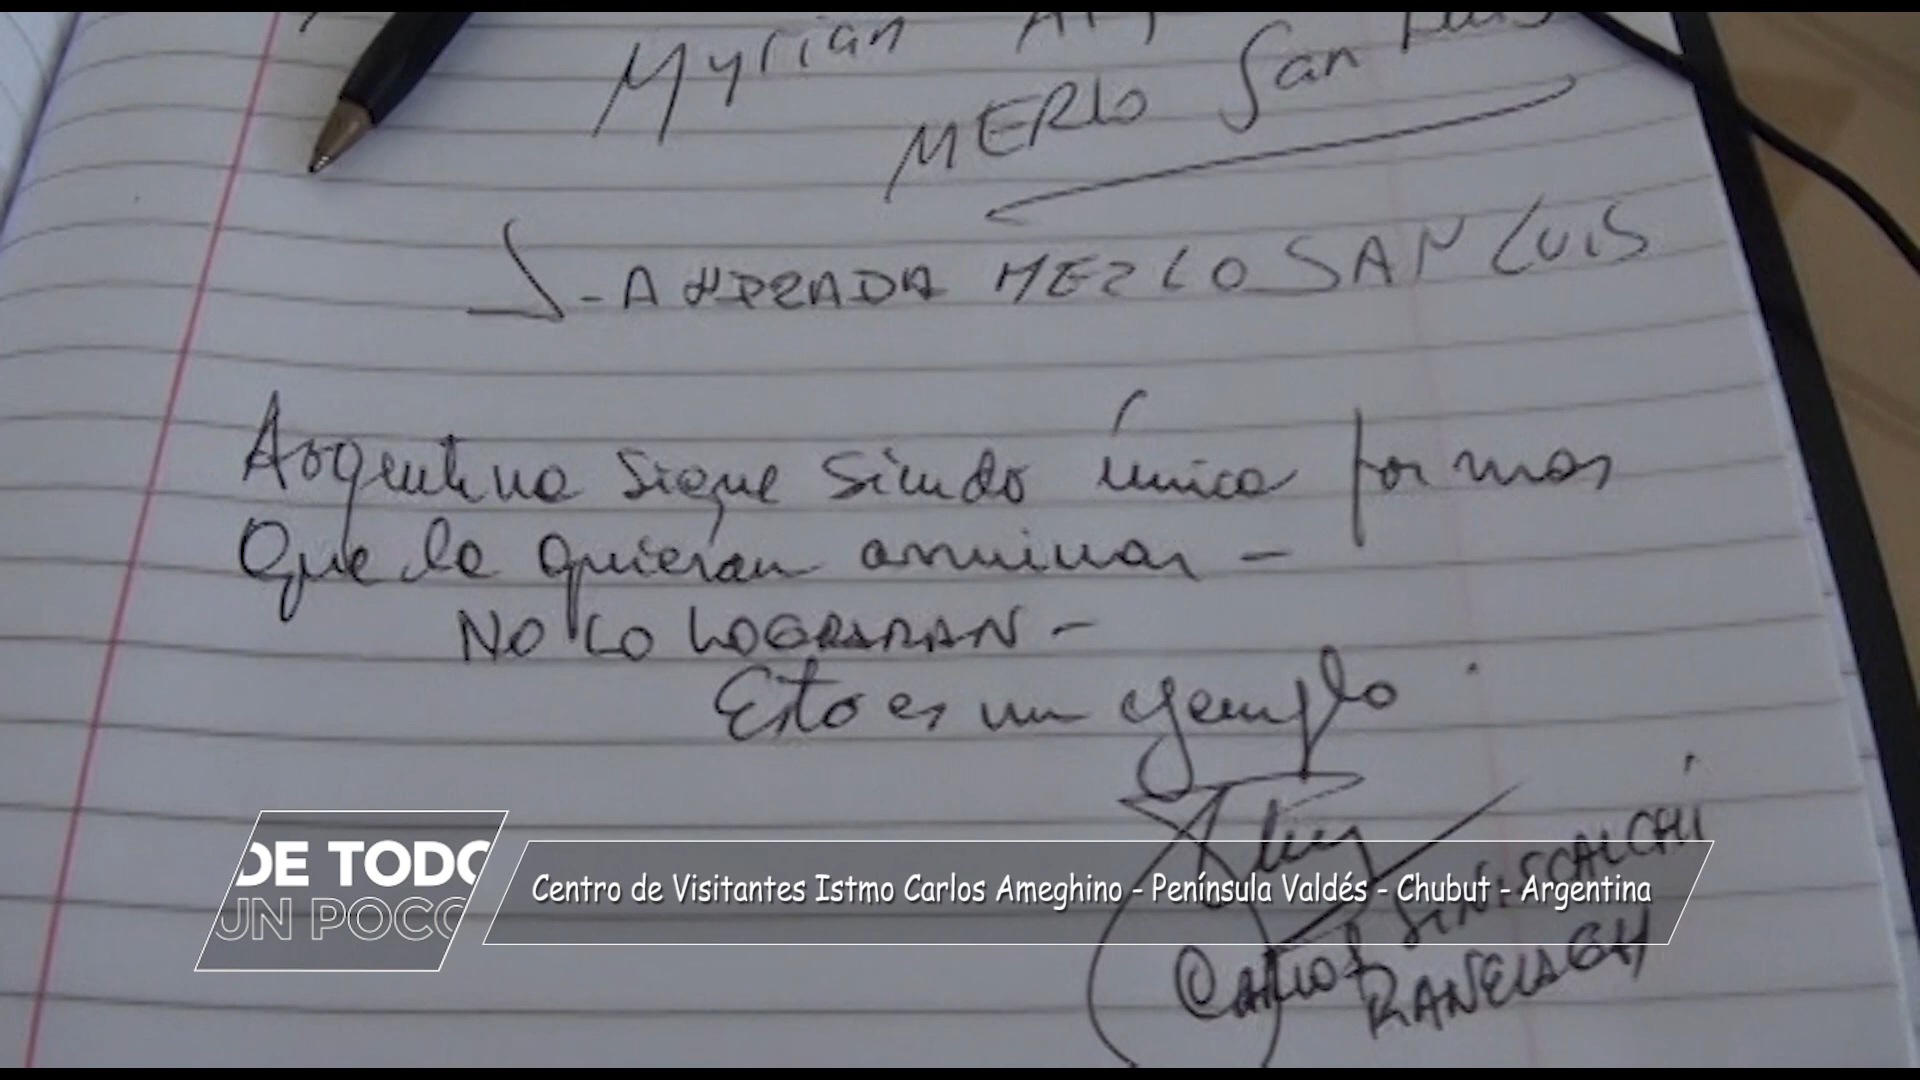 Myrian
MERLO San Luis
MERLO SAN LUIS
Argentina sigue siendo única por mas
Que la quieran arruinar -
NO LO LOGRARAN -
Esto es un ejemplo
Carlos SINISCALCHI
RANELAGH
DE TODO
UN POCO
Centro de Visitantes Istmo Carlos Ameghino - Península Valdés - Chubut - Argentina